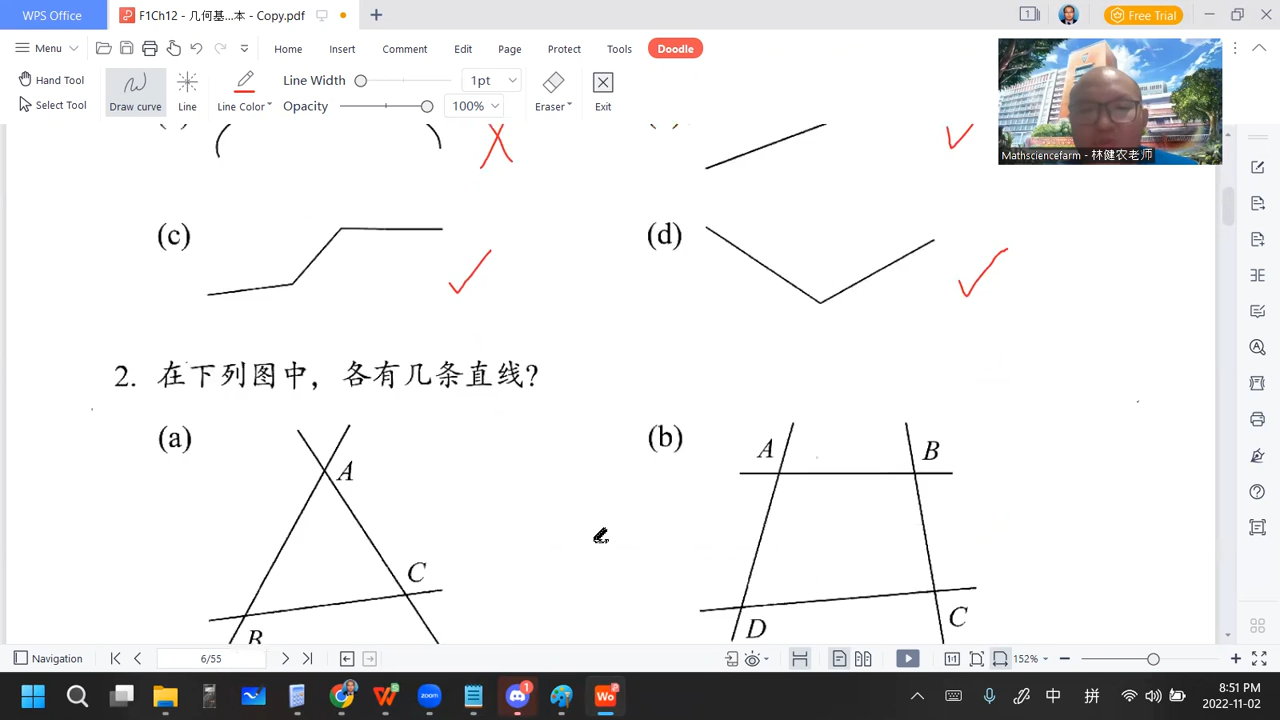 WPS Office
F1Ch12 - 几何基...本 - Copy.pdf
Free Trial
Menu
Home
Insert
Comment
Edit
Page
Protect
Tools
Doodle
Hand Tool
Select Tool
Draw curve
Line
Line Color
Line Width
1pt
Opacity
100%
Eraser
Exit
Mathsciencefarm - 林健农老师
(c)
(d)
2. 在下列图中，各有几条直线?
(a)
A
C
B
(b)
A
B
D
C
Navigation
6/55
152%
zoom
Wo
中
拼
8:51 PM
2022-11-02